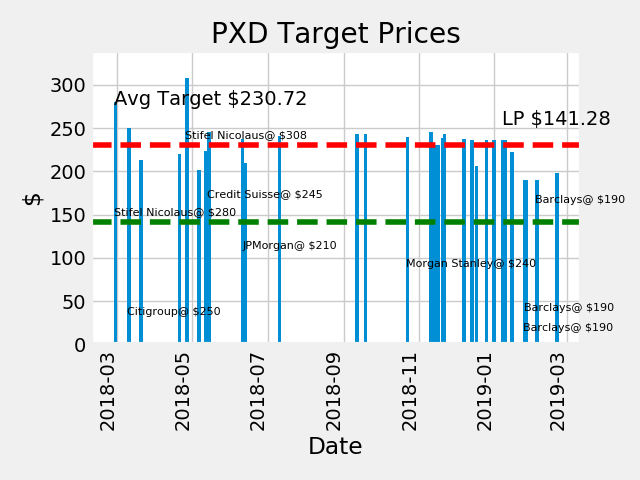 PXD Target Prices
Avg Target $230.72
LP $141.28
Stifel Nicolaus@ $308
Credit Suisse@ $245
Barclays@ $190
Stifel Nicolaus@ $280
JPMorgan@ $210
Morgan Stanley@ $240
Citigroup@ $250
Barclays@ $190
Barclays@ $190
$
300
250
200
150
100
50
0
2018-03
2018-05
2018-07
2018-09
2018-11
2019-01
2019-03
Date